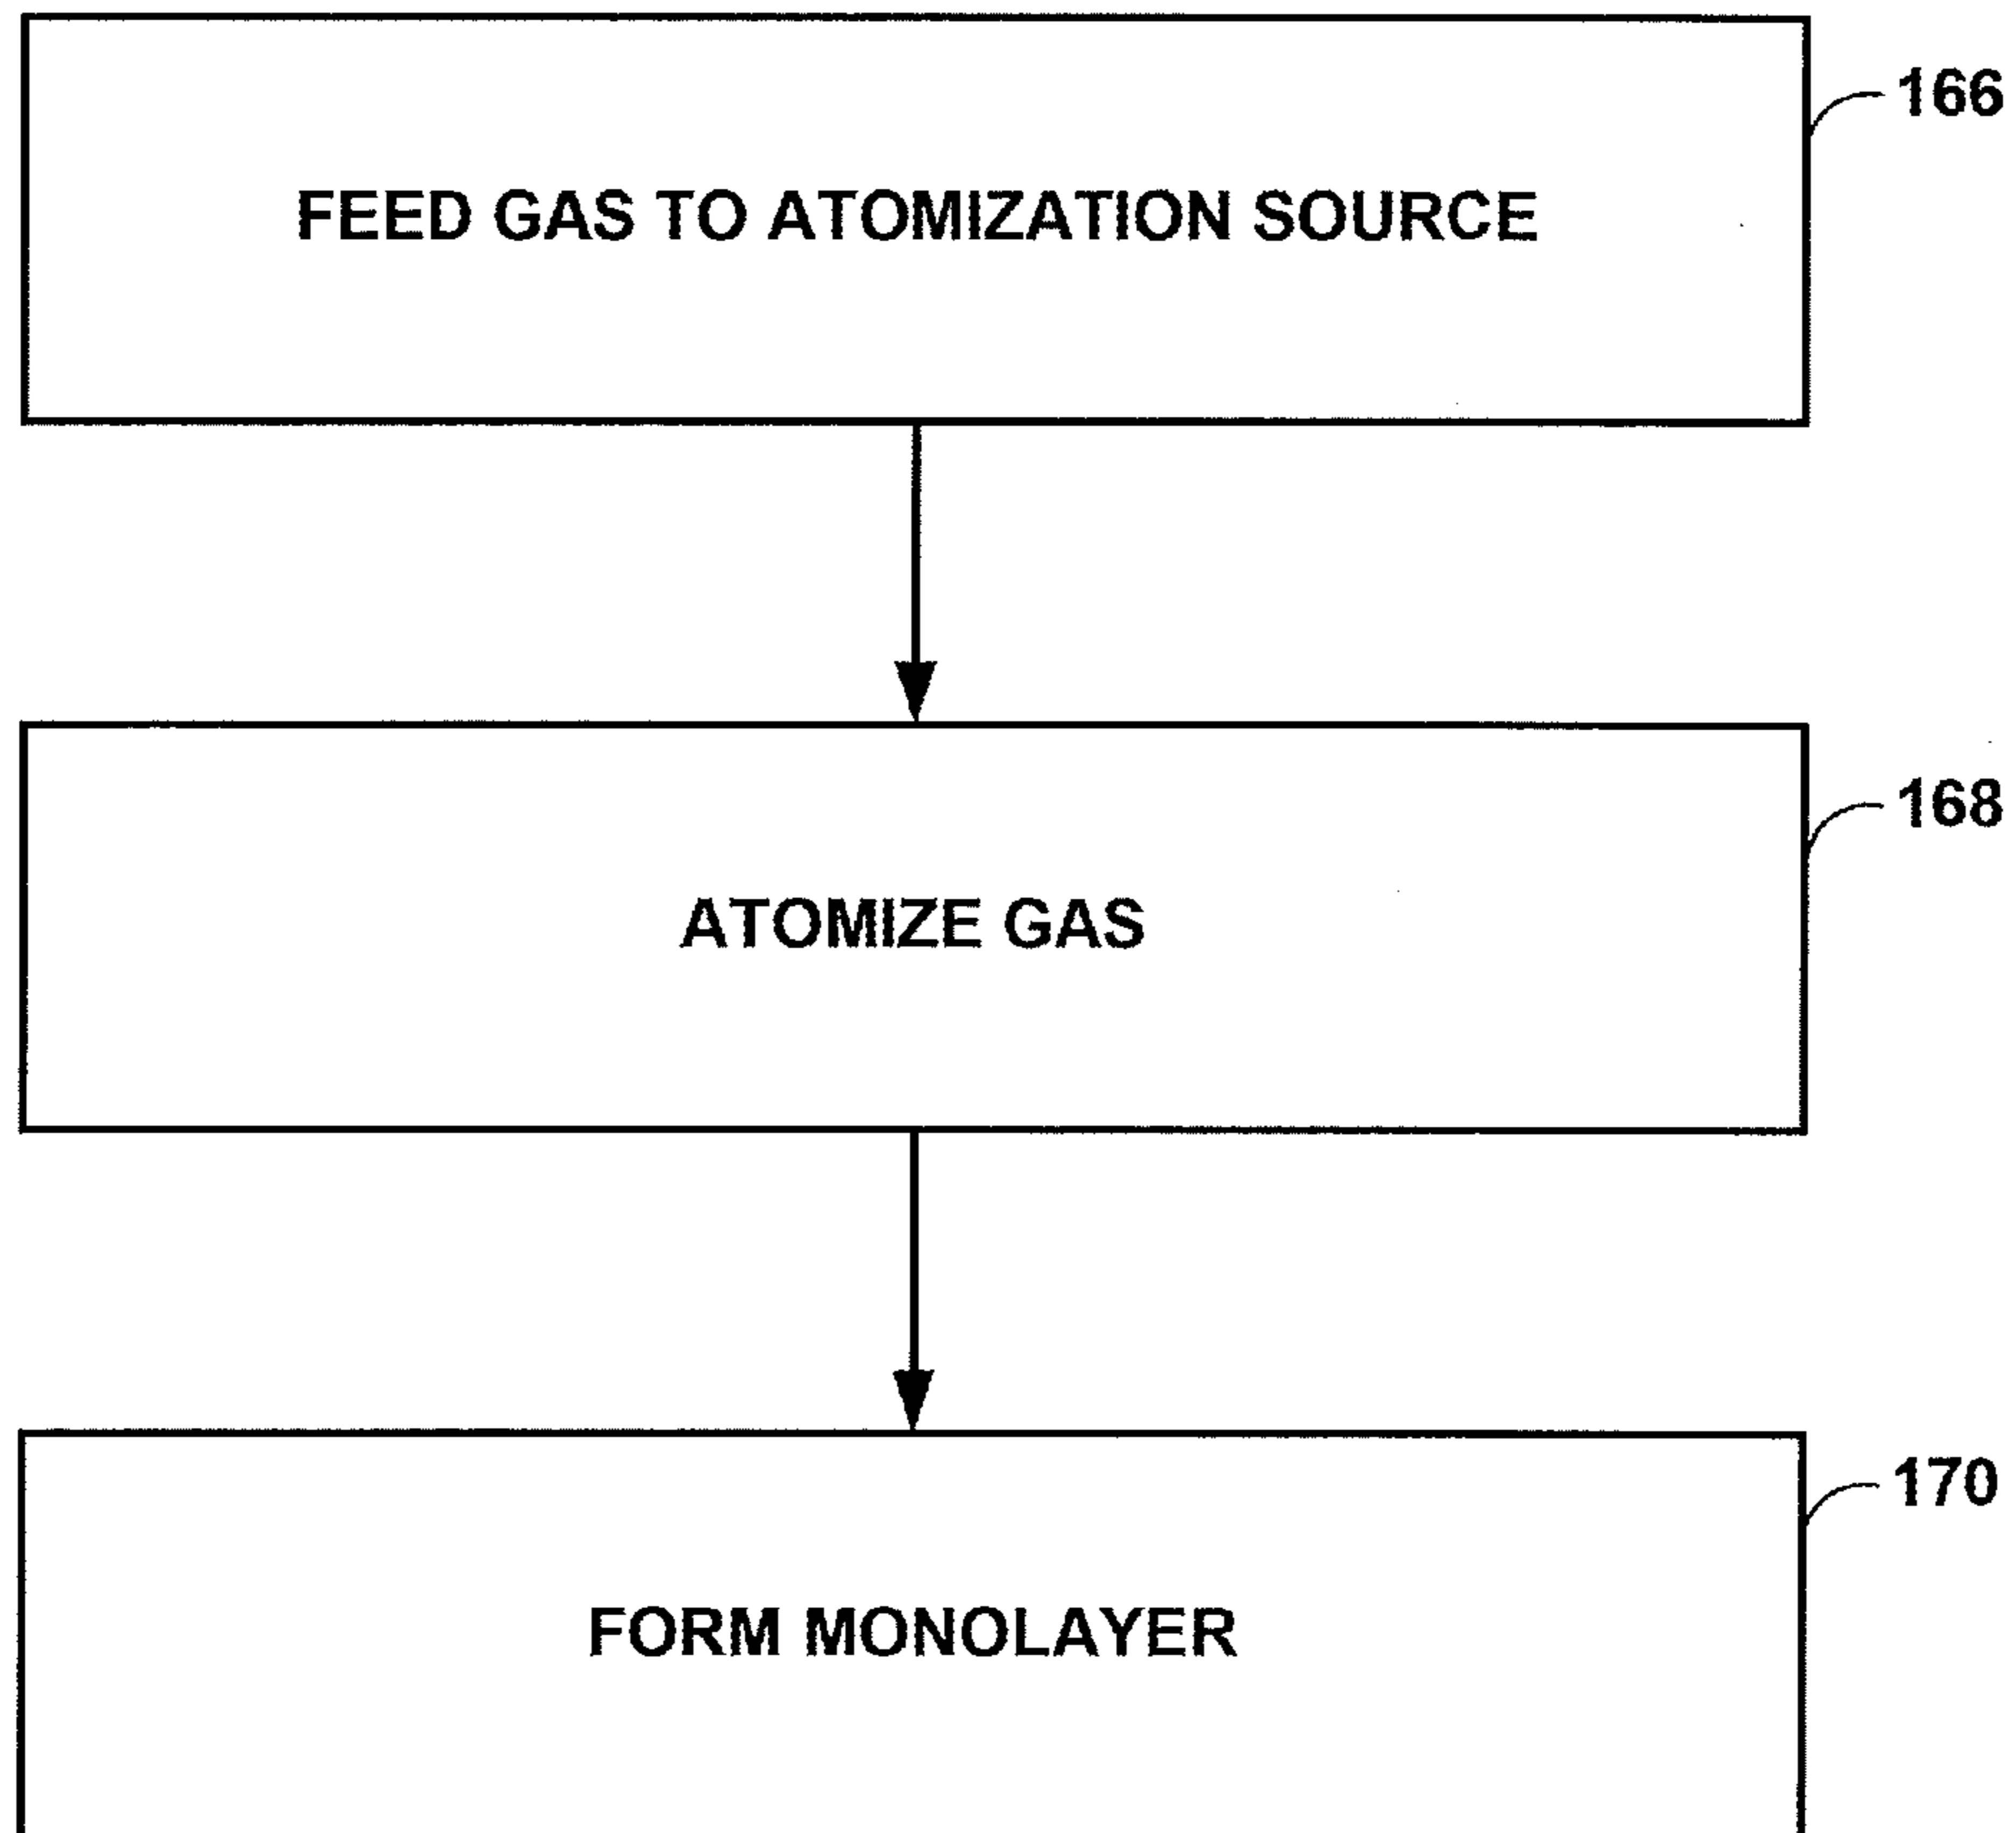 166
FEED GAS TO ATOMIZATION SOURCE
168
ATOMIZE GAS
170
FORM MONOLAYER